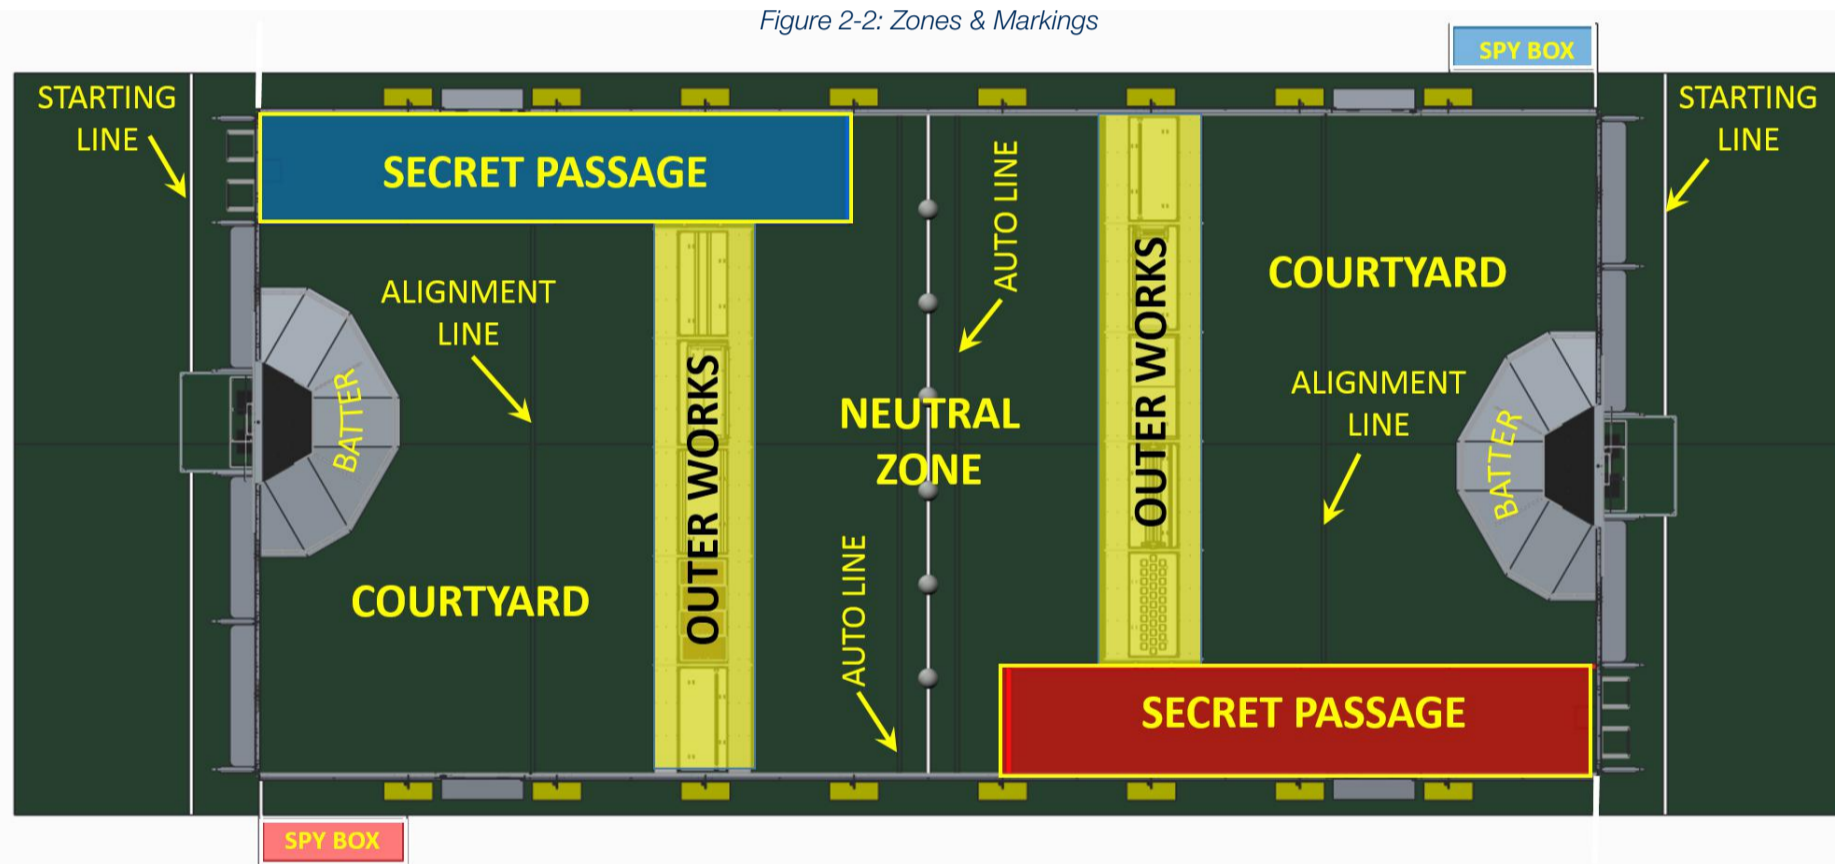 Figure 2-2: Zones & Markings
SPY BOX
STARTING
LINE
STARTING
LINE
SECRET PASSAGE
AUTO LINE
OUTER WORKS
COURTYARD
ALIGNMENT
LINE
BATTER
OUTER WORKS
NEUTRAL
ZONE
ALIGNMENT
LINE
BATTER
COURTYARD
AUTO LINE
SECRET PASSAGE
SPY BOX